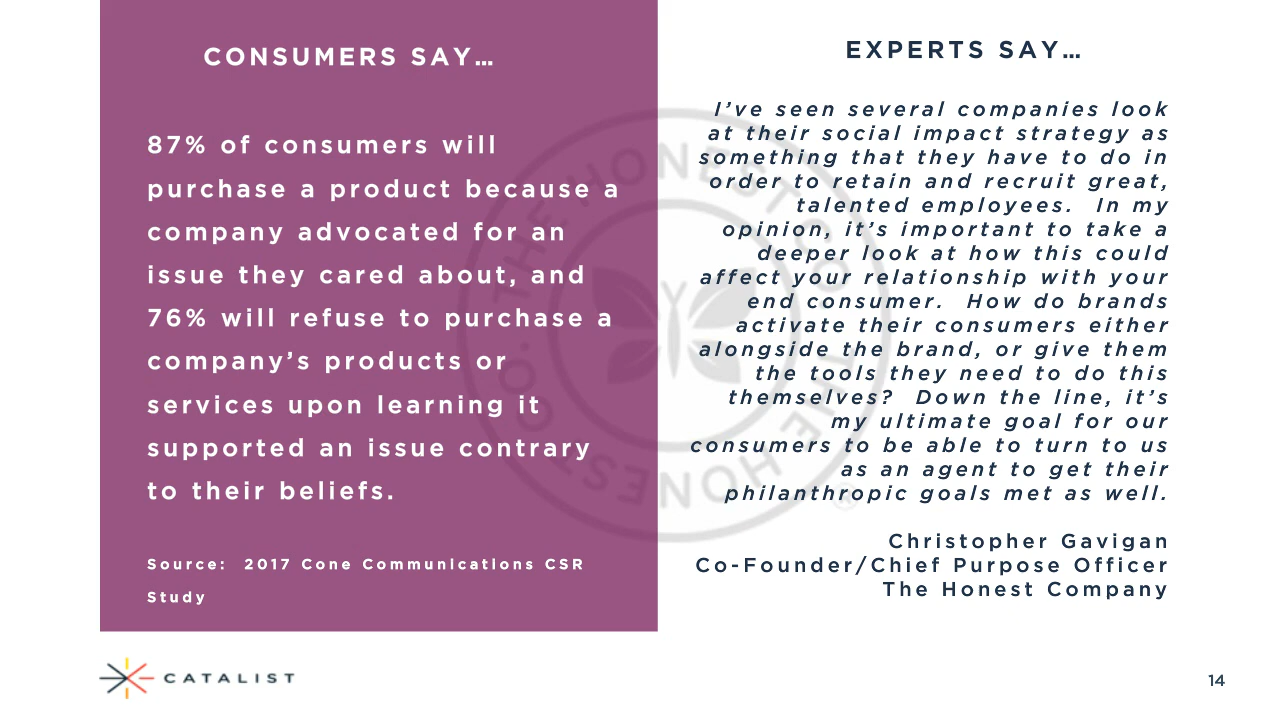 CONSUMERS SAY…
87% of consumers will
purchase a product because a
company advocated for an
issue they cared about, and
76% will refuse to purchase a
company’s products or
services upon learning it
supported an issue contrary
to their beliefs.
Source: 2017 Cone Communications CSR
Study
EXPERTS SAY…
I’ve seen several companies look
at their social impact strategy as
something that they have to do in
order to retain and recruit great,
talented employees. In my
opinion, it’s important to take a
deeper look at how this could
affect your relationship with your
end consumer. How do brands
activate their consumers either
alongside the brand, or give them
the tools they need to do this
themselves? Down the line, it’s
my ultimate goal for our
consumers to be able to turn to us
as an agent to get their
philanthropic goals met as well.
Christopher Gavigan
Co-Founder/Chief Purpose Officer
The Honest Company
THE HONEST CO. THE HONEST CO.
®
CATALIST
14